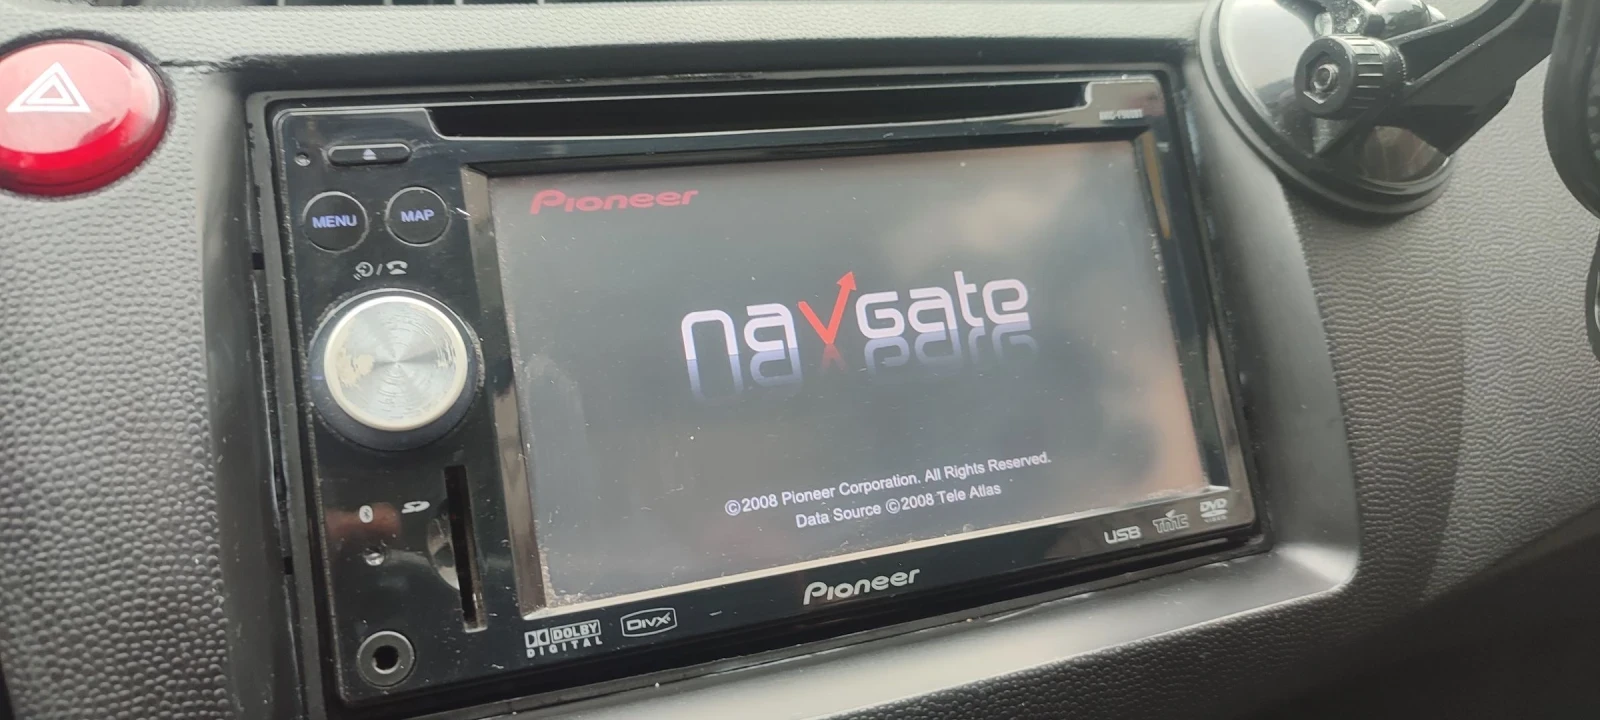 MENU
MAP
Pioneer
navgate
©2008 Pioneer Corporation. All Rights Reserved.
Data Source ©2008 Tele Atlas
USB
TMC
DVD
VIDEO
Pioneer
DOLBY
DIGITAL
DIVX